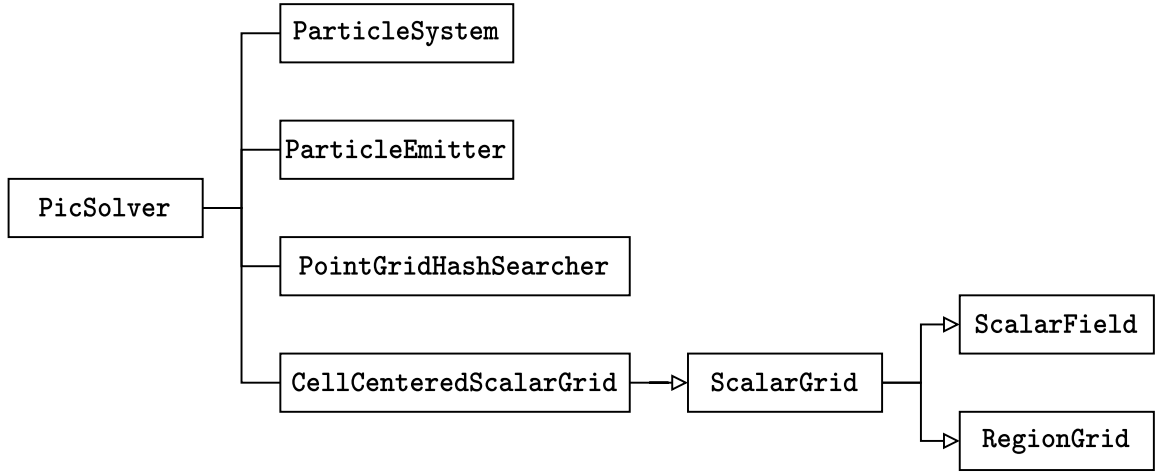 ParticleSystem
ParticleEmitter
PicSolver
PointGridHashSearcher
ScalarField
CellCenteredScalarGrid
ScalarGrid
RegionGrid